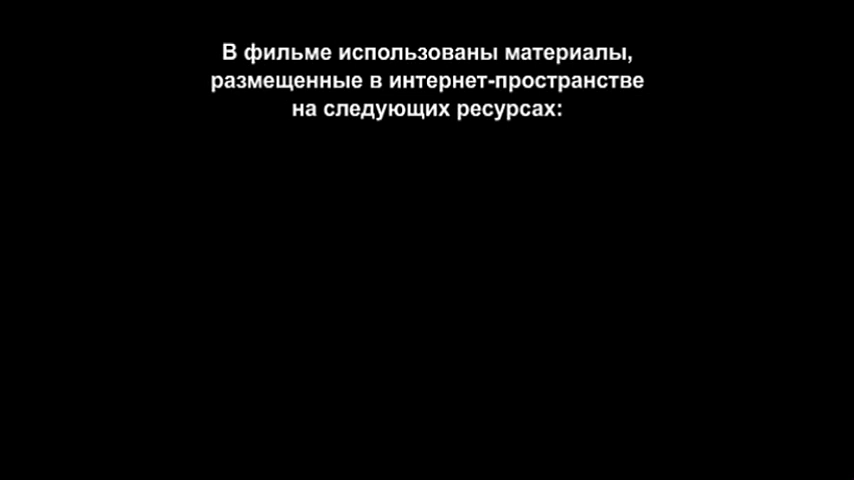 В фильме использованы материалы,
размещенные в интернет-пространстве
на следующих ресурсах: